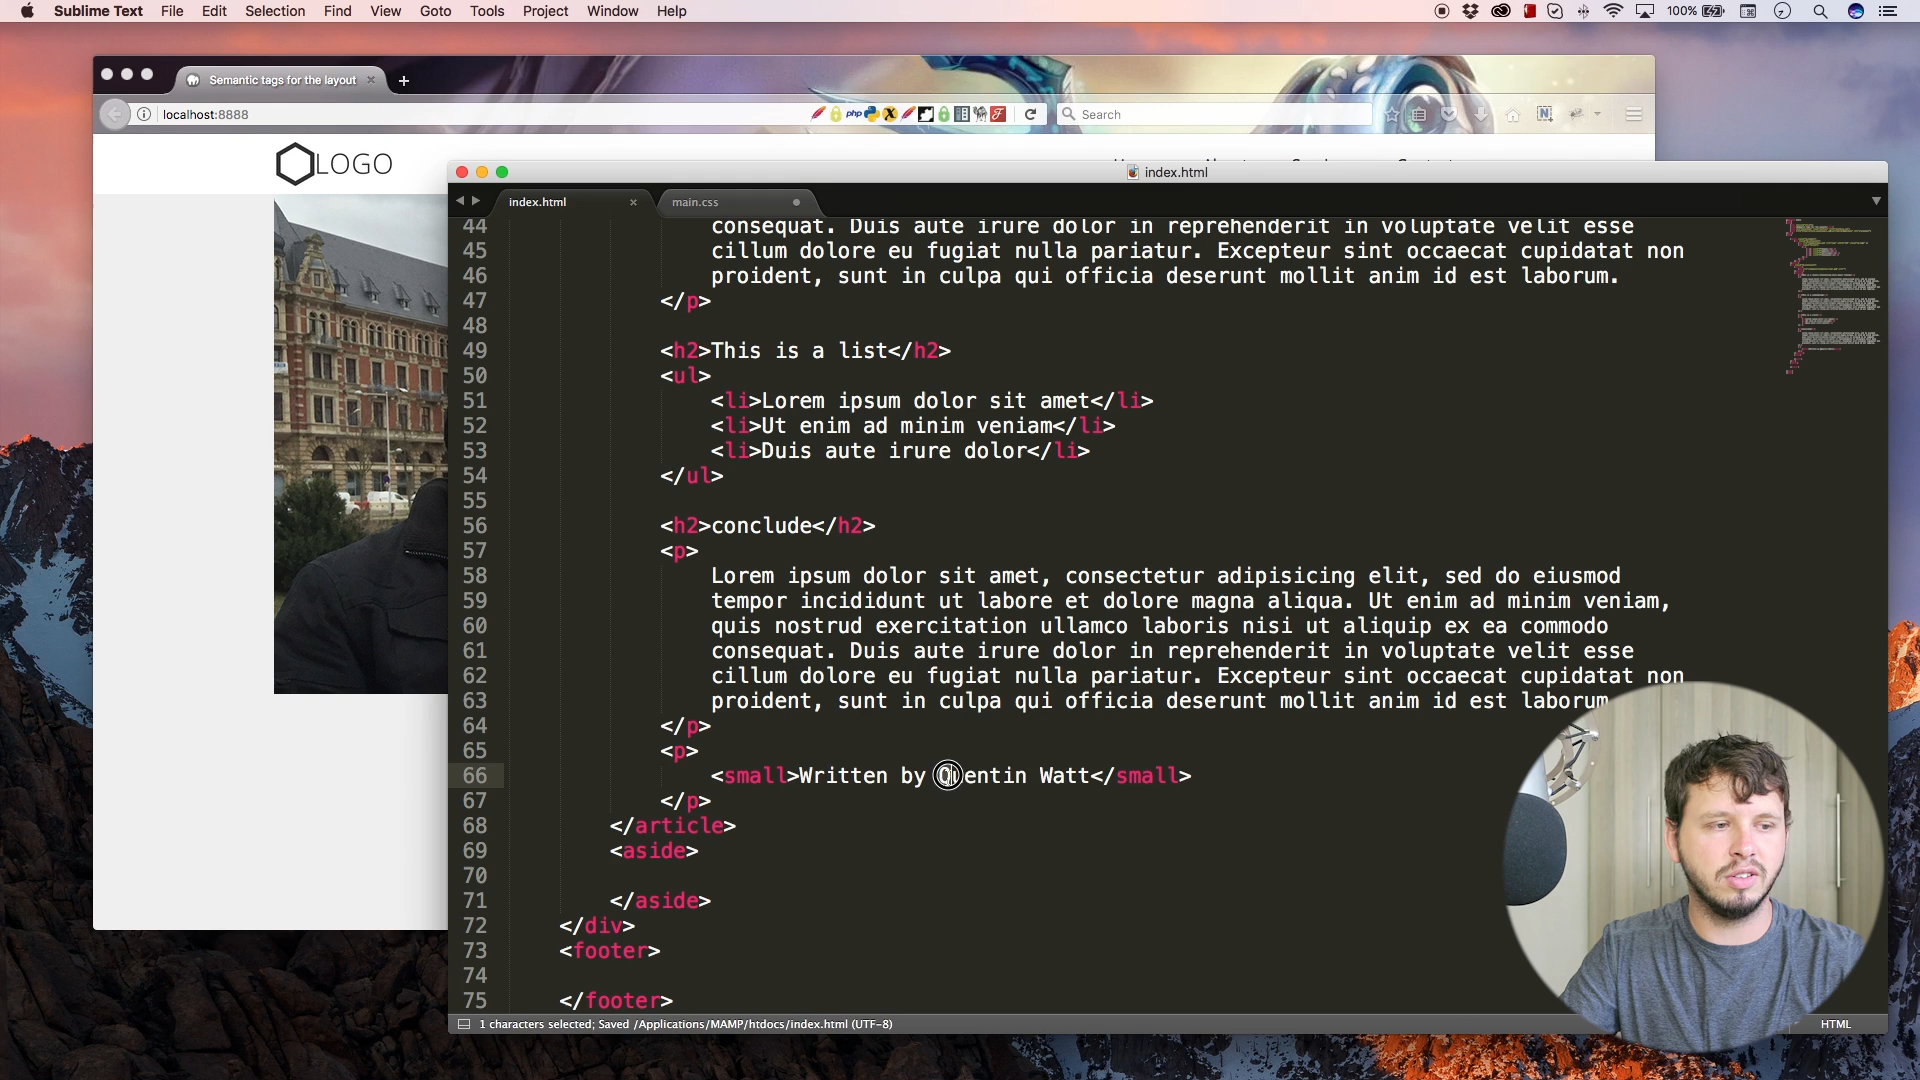 Sublime Text File Edit Selection Find View Goto Tools Project Window Help 100%
Semantic tags for the layout
localhost:8888 php Search
LOGO
index.html
index.html main.css
44 consequat. Duis aute irure dolor in reprehenderit in voluptate velit esse
45 cillum dolore eu fugiat nulla pariatur. Excepteur sint occaecat cupidatat non
46 proident, sunt in culpa qui officia deserunt mollit anim id est laborum.
47 </p>
48
49 <h2>This is a list</h2>
50 <ul>
51 <li>Lorem ipsum dolor sit amet</li>
52 <li>Ut enim ad minim veniam</li>
53 <li>Duis aute irure dolor</li>
54 </ul>
55
56 <h2>conclude</h2>
57 <p>
58 Lorem ipsum dolor sit amet, consectetur adipisicing elit, sed do eiusmod
59 tempor incididunt ut labore et dolore magna aliqua. Ut enim ad minim veniam,
60 quis nostrud exercitation ullamco laboris nisi ut aliquip ex ea commodo
61 consequat. Duis aute irure dolor in reprehenderit in voluptate velit esse
62 cillum dolore eu fugiat nulla pariatur. Excepteur sint occaecat cupidatat non
63 proident, sunt in culpa qui officia deserunt mollit anim id est laborum
64 </p>
65 <p>
66 <small>Written by Quentin Watt</small>
67 </p>
68 </article>
69 <aside>
70
71 </aside>
72 </div>
73 <footer>
74
75 </footer>
1 characters selected; Saved /Applications/MAMP/htdocs/index.html (UTF-8) HTML